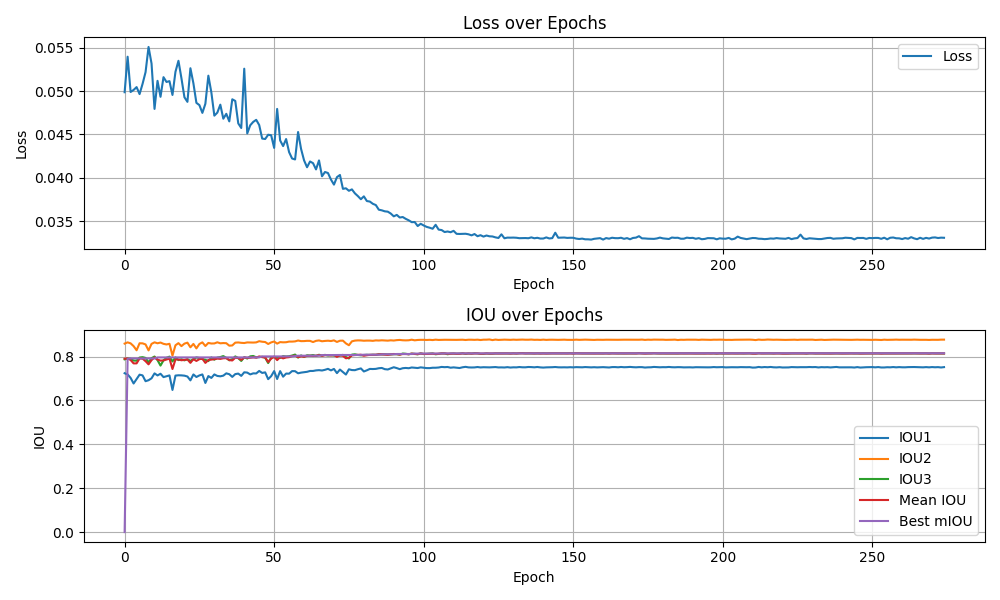 Loss over Epochs
0.055
0.050
0.045
0.040
0.035
Loss
Loss
0
50
100
150
200
250
Epoch
IOU over Epochs
0.8
0.6
0.4
0.2
0.0
IOU
IOU1
IOU2
IOU3
Mean IOU
Best mIOU
0
50
100
150
200
250
Epoch